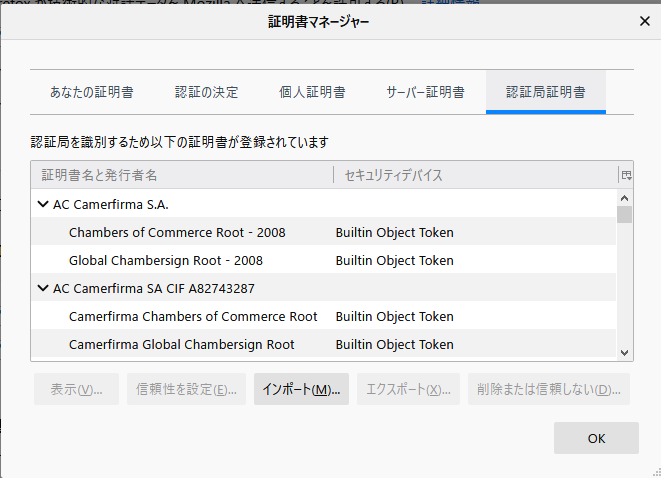 証明書マネージャー
あなたの証明書 認証の決定 個人証明書 サーバー証明書 認証局証明書
認証局を識別するため以下の証明書が登録されています
証明書名と発行者名 セキュリティデバイス
AC Camerfirma S.A.
Chambers of Commerce Root - 2008 Builtin Object Token
Global Chambersign Root - 2008 Builtin Object Token
AC Camerfirma SA CIF A82743287
Camerfirma Chambers of Commerce Root Builtin Object Token
Camerfirma Global Chambersign Root Builtin Object Token
表示(V)... 信頼性を設定(E)... インポート(M)... エクスポート(X)... 削除または信頼しない(D)...
OK